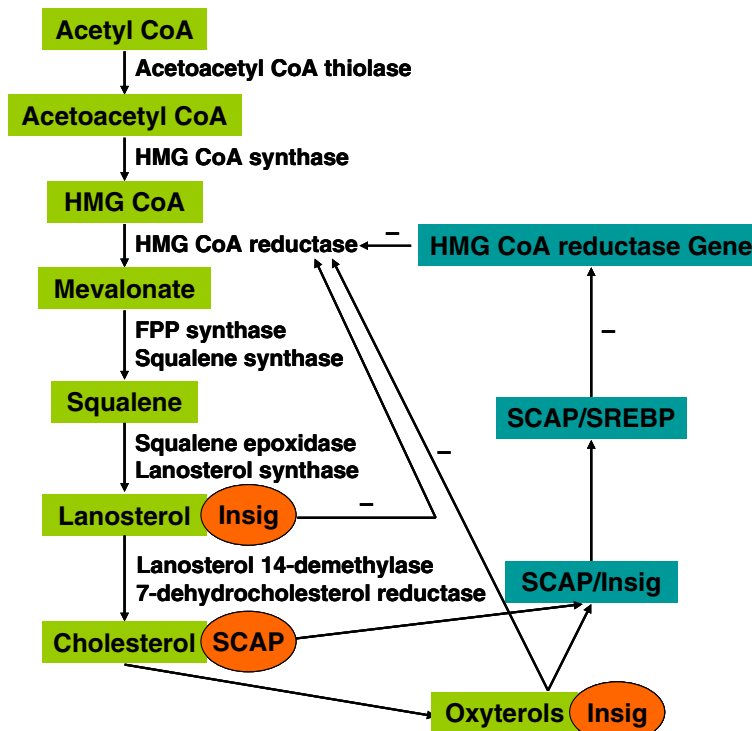 Acetyl CoA
Acetoacetyl CoA thiolase
Acetoacetyl CoA
HMG CoA synthase
HMG CoA
HMG CoA reductase
–
HMG CoA reductase Gene
Mevalonate
FPP synthase
Squalene synthase
–
Squalene
SCAP/SREBP
Squalene epoxidase
Lanosterol synthase
–
Lanosterol
Insig
–
Lanosterol 14-demethylase
7-dehydrocholesterol reductase
SCAP/Insig
Cholesterol
SCAP
Oxyterols
Insig